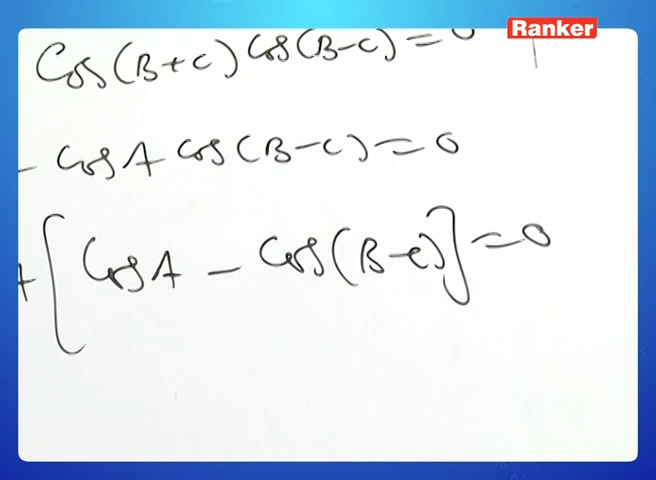 Ranker
Cos(B+C) Cos(B-C) = 0
- CosA Cos(B-C) = 0
[CosA - Cos(B-C)] = 0